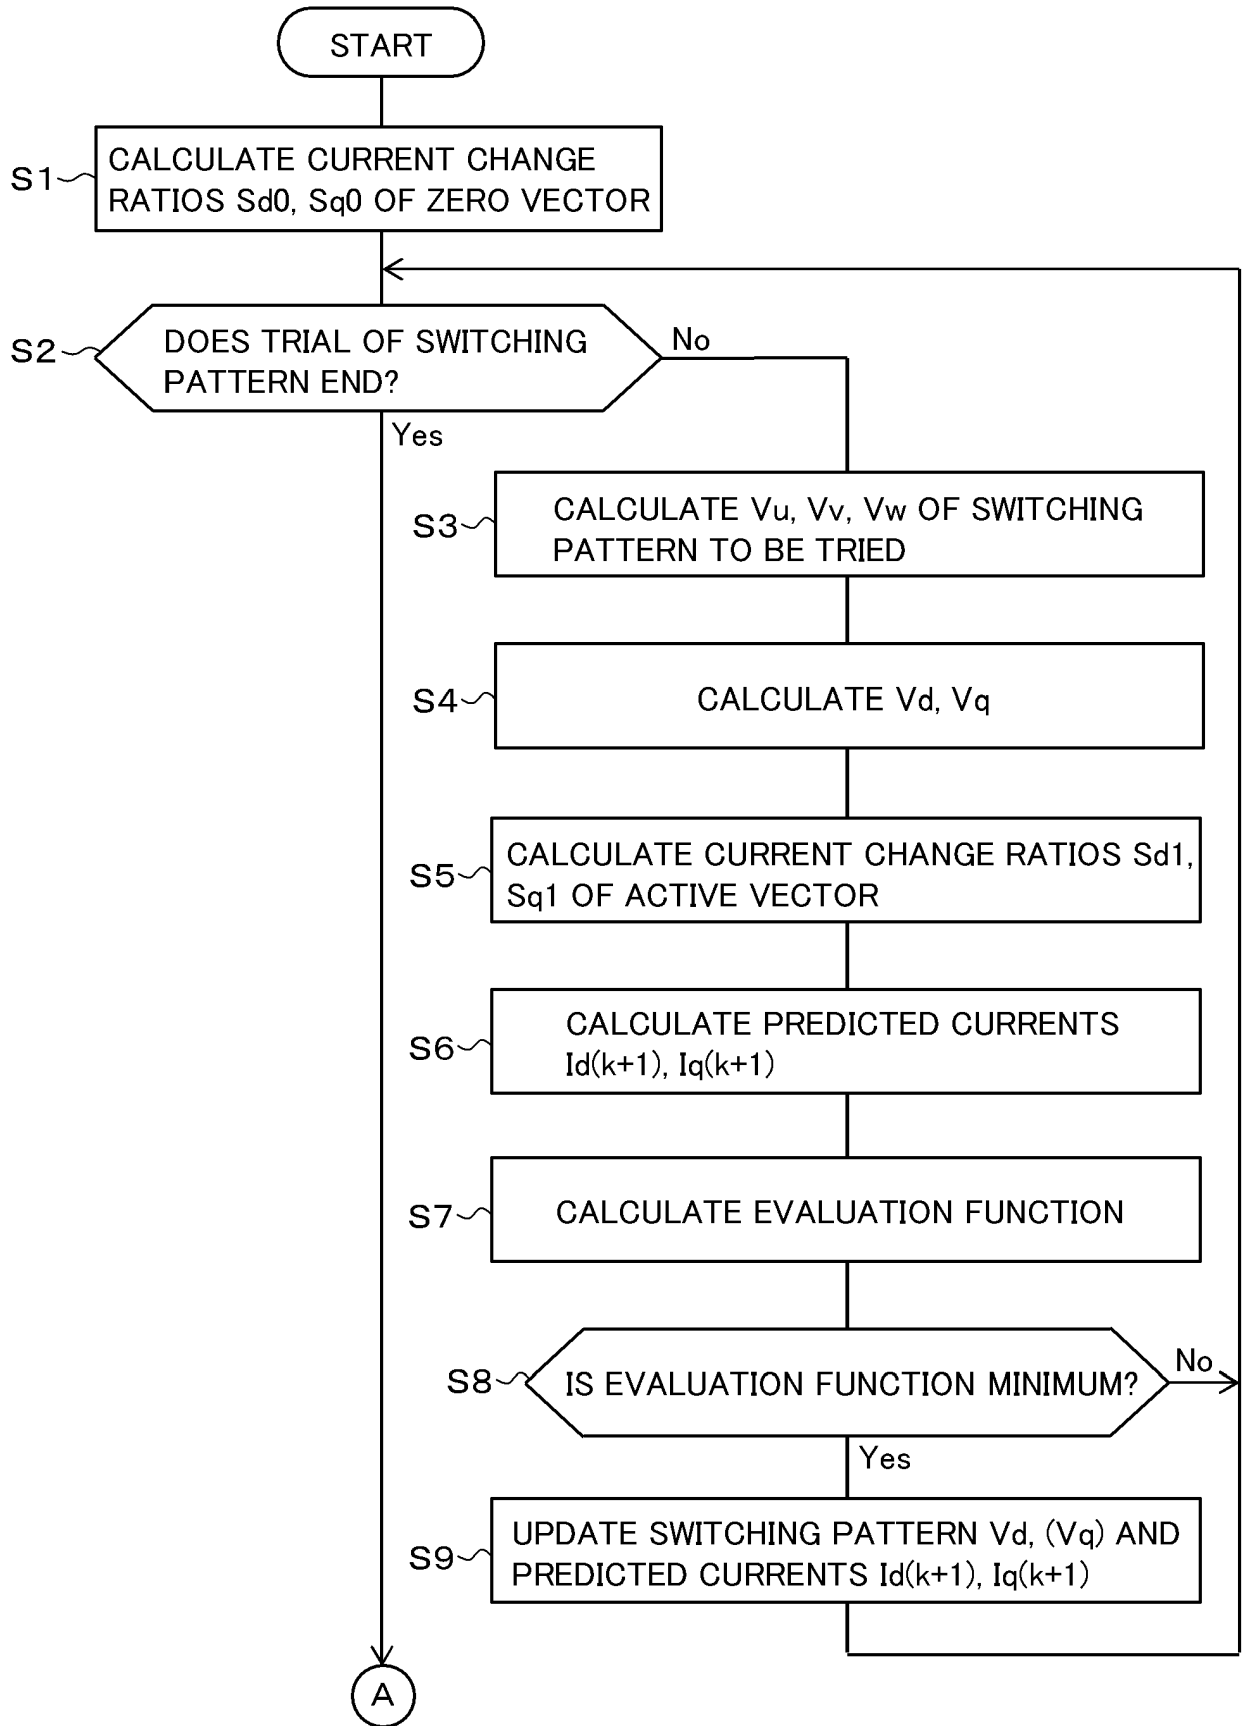 START
S1
CALCULATE CURRENT CHANGE
RATIOS Sd0, Sq0 OF ZERO VECTOR
S2
DOES TRIAL OF SWITCHING
PATTERN END?
No
Yes
S3
CALCULATE Vu, Vv, Vw OF SWITCHING
PATTERN TO BE TRIED
S4
CALCULATE Vd, Vq
S5
CALCULATE CURRENT CHANGE RATIOS Sd1,
Sq1 OF ACTIVE VECTOR
S6
CALCULATE PREDICTED CURRENTS
Id(k+1), Iq(k+1)
S7
CALCULATE EVALUATION FUNCTION
S8
IS EVALUATION FUNCTION MINIMUM?
No
Yes
S9
UPDATE SWITCHING PATTERN Vd, (Vq) AND
PREDICTED CURRENTS Id(k+1), Iq(k+1)
A